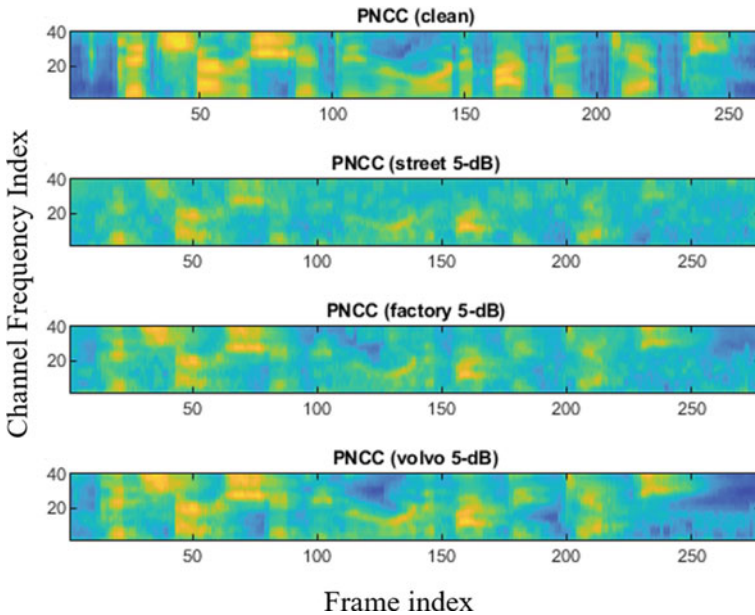 PNCC (clean)
40
20
50 100 150 200 250
PNCC (street 5-dB)
40
20
50 100 150 200 250
PNCC (factory 5-dB)
40
20
50 100 150 200 250
PNCC (volvo 5-dB)
40
20
50 100 150 200 250
Channel Frequency Index
Frame index